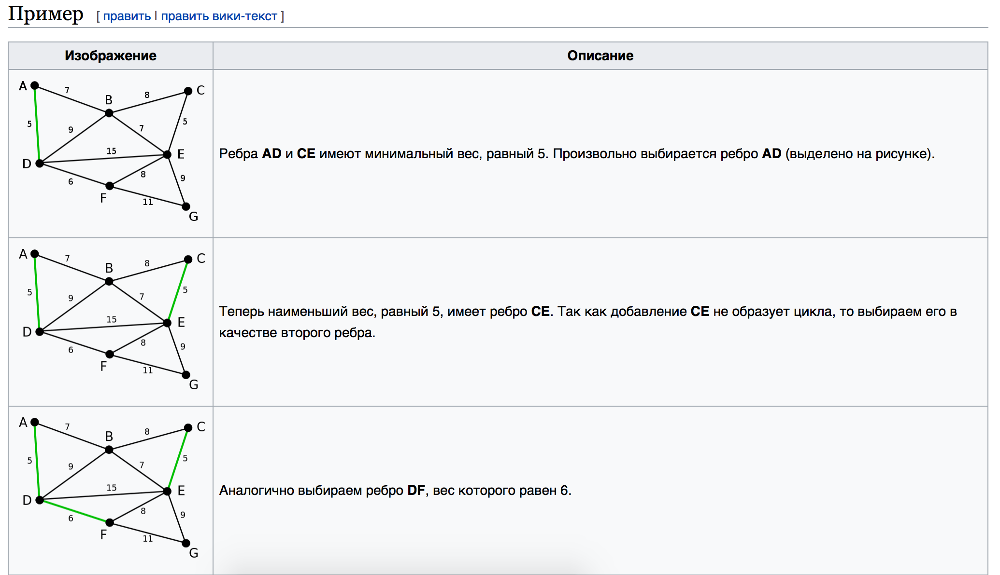 Пример [ править | править вики-текст ]
Изображение Описание
A
7
B
8
C
5
9
7
5
15
E
D
6
8
9
F
11
G
Ребра AD и CE имеют минимальный вес, равный 5. Произвольно выбирается ребро AD (выделено на рисунке).
A
7
B
8
C
5
9
7
5
15
E
D
6
8
9
F
11
G
Теперь наименьший вес, равный 5, имеет ребро CE. Так как добавление CE не образует цикла, то выбираем его в
качестве второго ребра.
A
7
B
8
C
5
9
7
5
15
E
D
6
8
9
F
11
G
Аналогично выбираем ребро DF, вес которого равен 6.